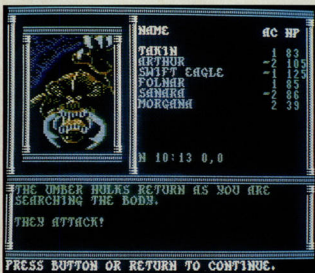 NAME AC HP
TAKIN 1 83
ARTHUR -2 105
SWIFT EAGLE -1 125
FOLNAR 1 85
SANARA -2 86
MORGANA 2 39
N 10:13 0,0
THE UMBER HULKS RETURN AS YOU ARE
SEARCHING THE BODY.
THEY ATTACK!
PRESS BUTTON OR RETURN TO CONTINUE.